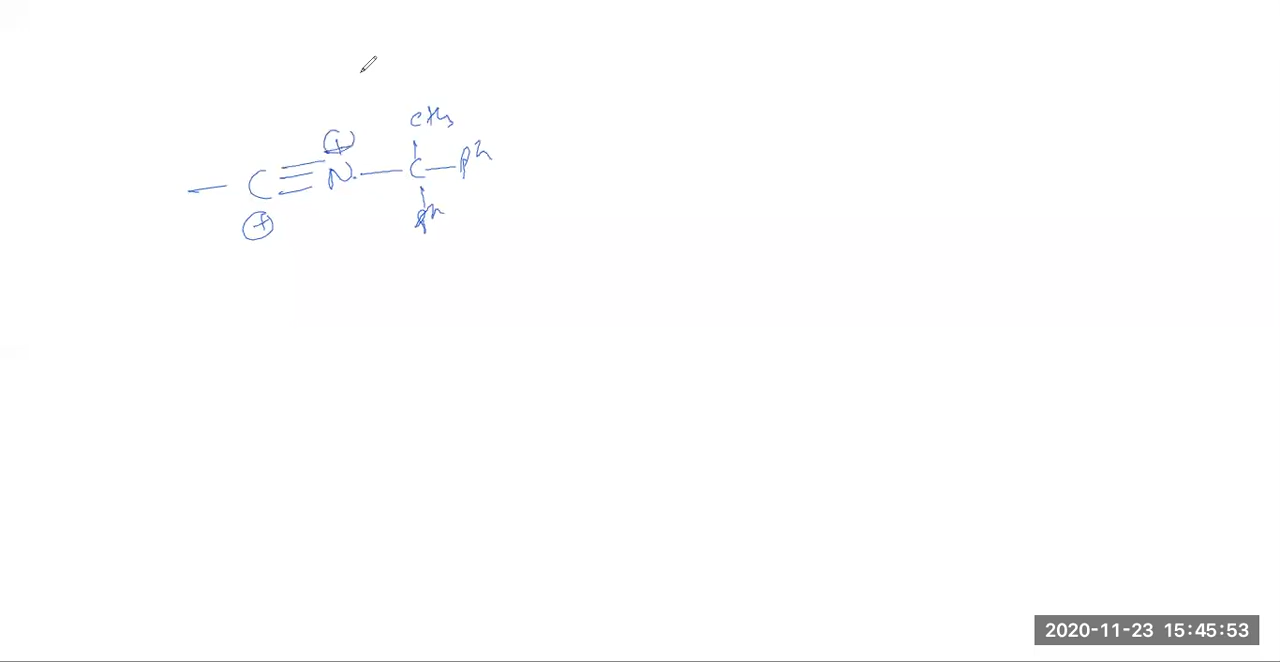 CH3
+
— C ≡ N — C — Ph
+
Ph
2020-11-23 15:45:53